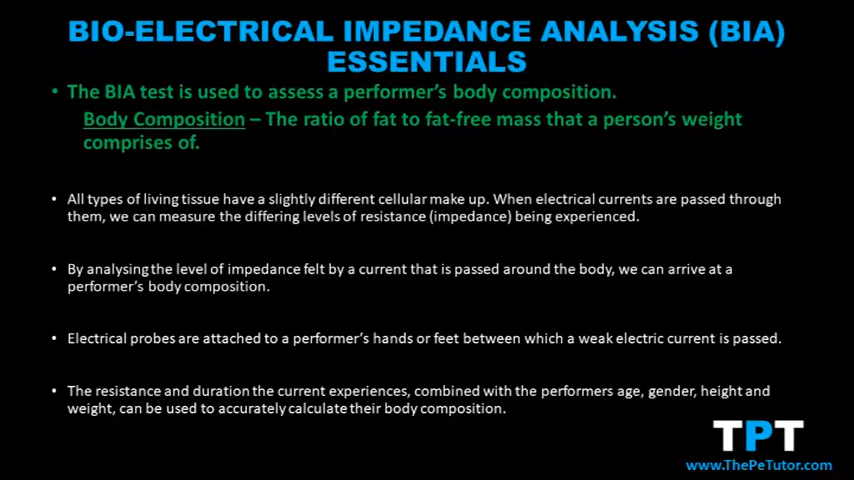 BIO-ELECTRICAL IMPEDANCE ANALYSIS (BIA)
ESSENTIALS
• The BIA test is used to assess a performer's body composition.
Body Composition – The ratio of fat to fat-free mass that a person's weight
comprises of.
• All types of living tissue have a slightly different cellular make up. When electrical currents are passed through
them, we can measure the differing levels of resistance (impedance) being experienced.
• By analysing the level of impedance felt by a current that is passed around the body, we can arrive at a
performer's body composition.
• Electrical probes are attached to a performer's hands or feet between which a weak electric current is passed.
• The resistance and duration the current experiences, combined with the performers age, gender, height and
weight, can be used to accurately calculate their body composition.
TPT
www.ThePeTutor.com